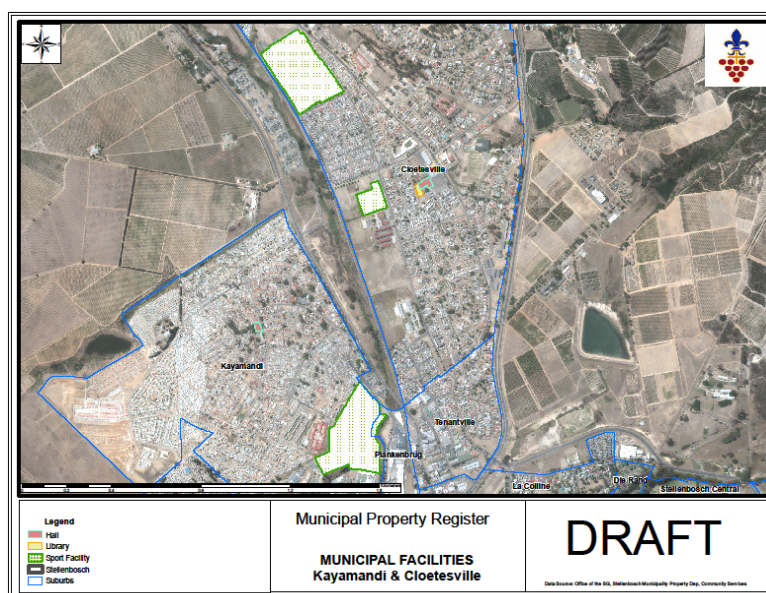 Cloetesville
Kayamandi
Tenantville
Plankenbrug
La Colline
Die Rand
Stellenbosch Central
Legend
Hall
Library
Sport Facility
Stellenbosch
Suburbs
Municipal Property Register
MUNICIPAL FACILITIES
Kayamandi & Cloetesville
DRAFT
Data Source: Office of the SG, Stellenbosch Municipality Property Dep, Community Services